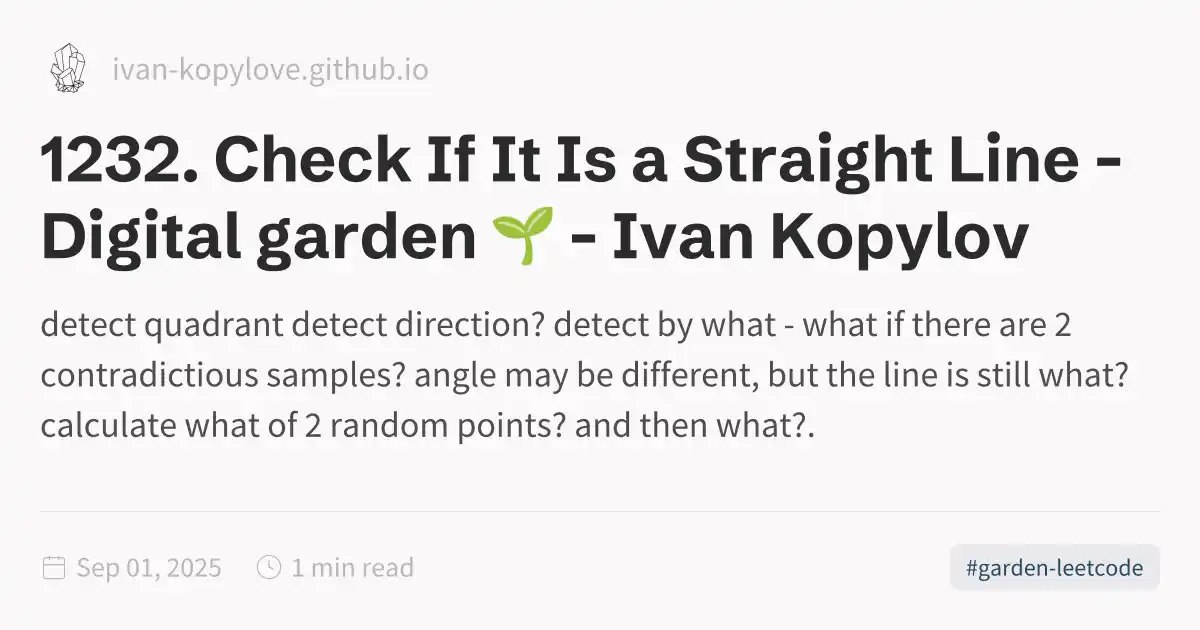 ivan-kopylove.github.io
1232. Check If It Is a Straight Line -
Digital garden 🌱 - Ivan Kopylov
detect quadrant detect direction? detect by what - what if there are 2
contradictious samples? angle may be different, but the line is still what?
calculate what of 2 random points? and then what?.
Sep 01, 2025
1 min read
#garden-leetcode